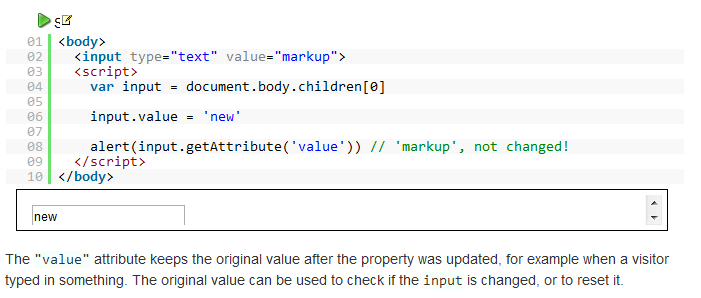 S
01 <body>
02 <input type="text" value="markup">
03 <script>
04 var input = document.body.children[0]
05
06 input.value = 'new'
07
08 alert(input.getAttribute('value')) // 'markup', not changed!
09 </script>
10 </body>
new
The "value" attribute keeps the original value after the property was updated, for example when a visitor
typed in something. The original value can be used to check if the input is changed, or to reset it.